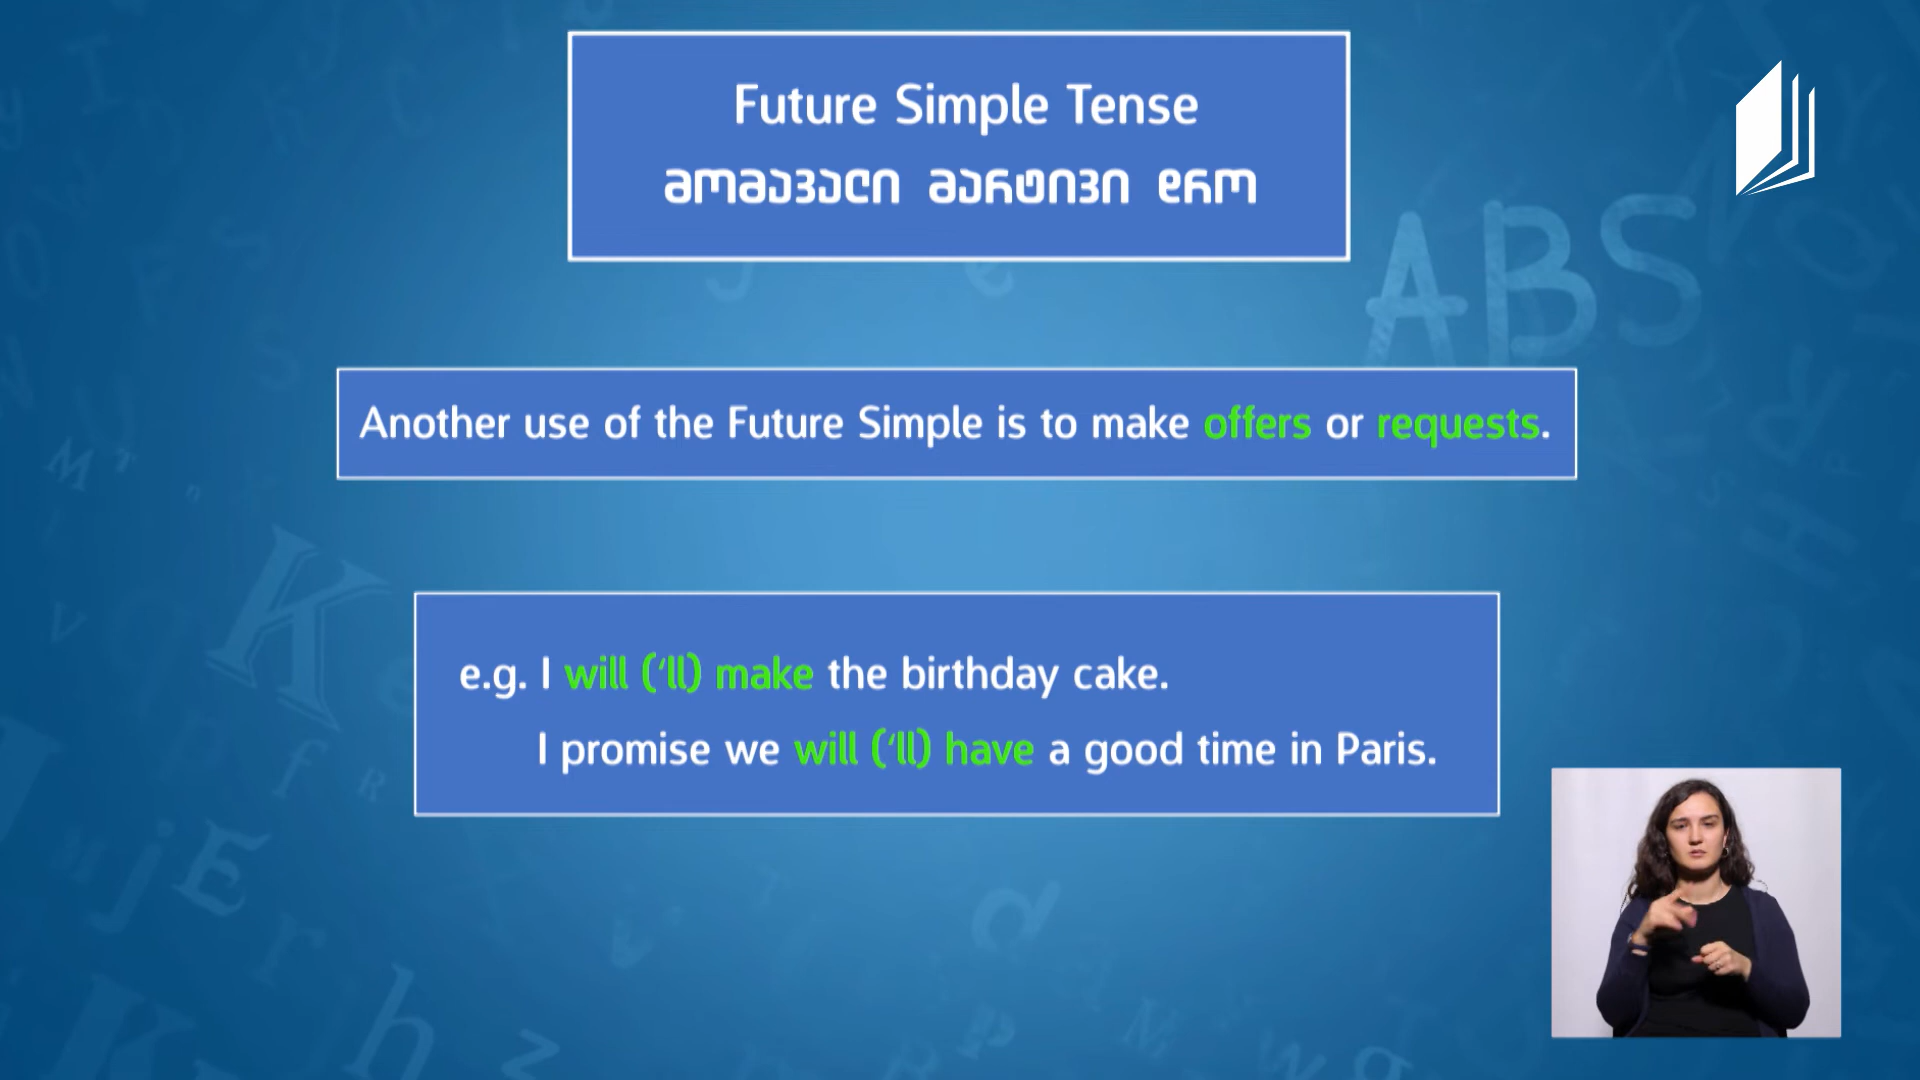 Future Simple Tense
მომავალი მარტივი დრო
ABS
Another use of the Future Simple is to make offers or requests.
e.g. I will (‘ll) make the birthday cake.
I promise we will (‘ll) have a good time in Paris.